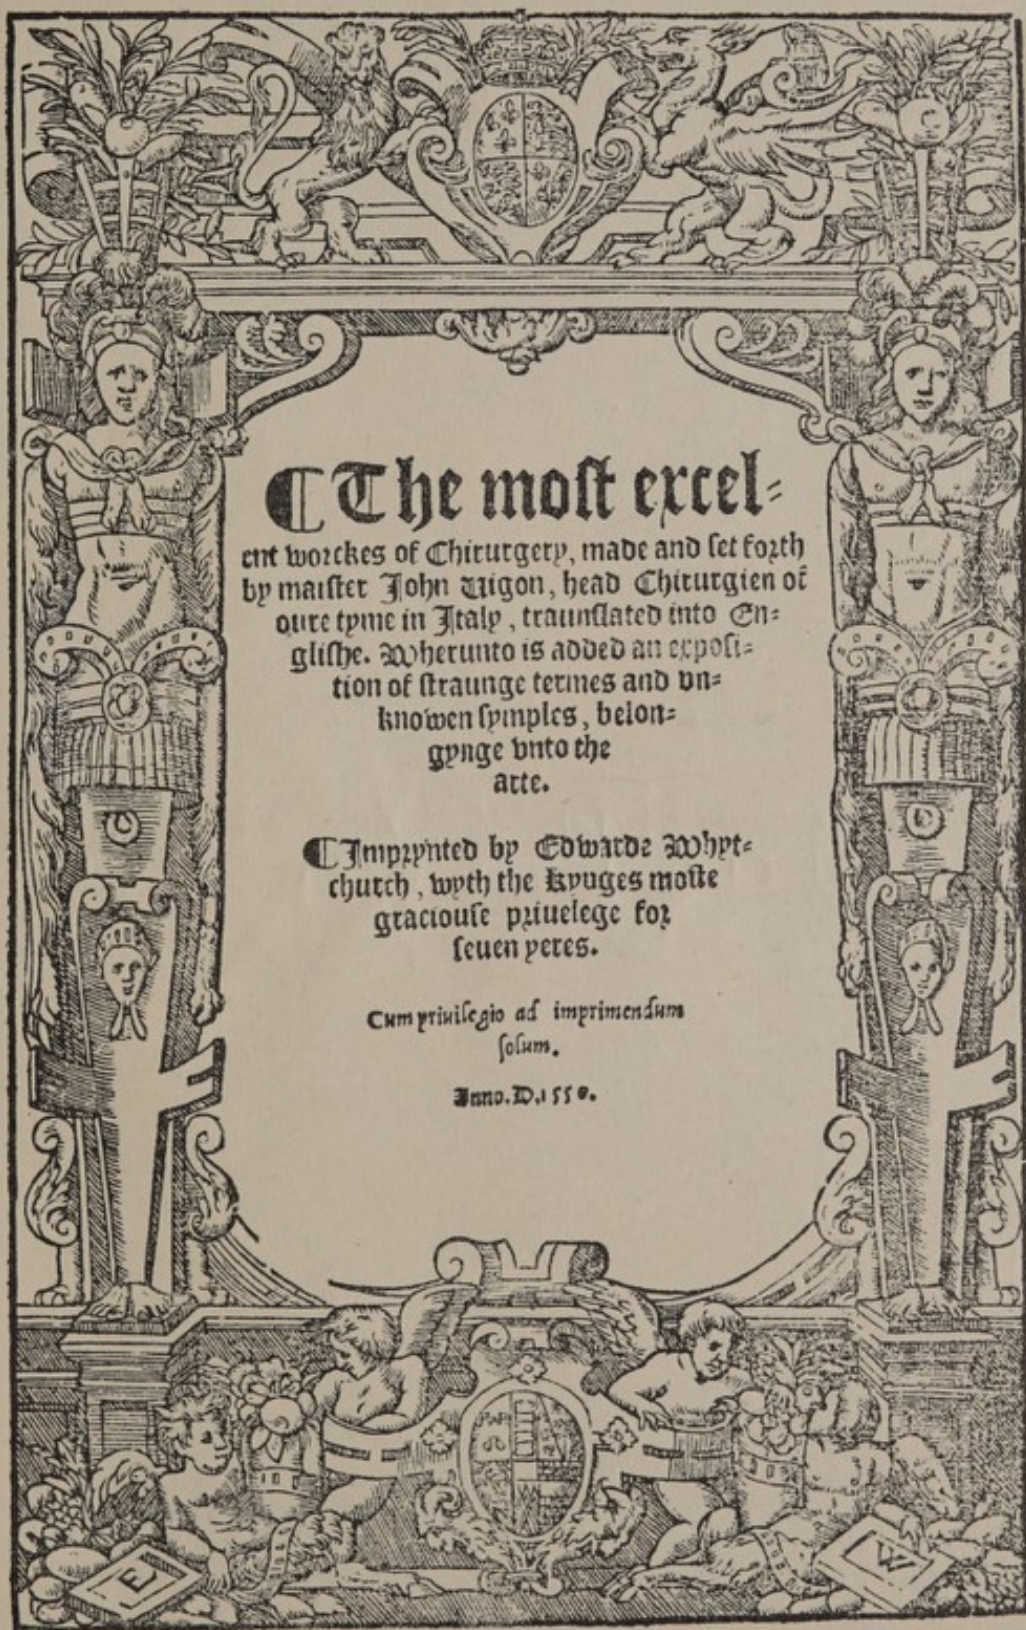 ¶The moſt excel⸗
ent worckes of Chirurgery, made and ſet forth
by maiſter John Uigon, head Chirurgien of
oure tyme in Italy, traunſlated into En⸗
gliſhe. Wherunto is added an expoſi⸗
tion of ſtraunge termes and vn⸗
knowen ſymples, belon⸗
gynge vnto the
arte.
¶Imprynted by Edwarde Whyt⸗
church, wyth the kynges moſte
graciouſe priuelege for
ſeuen yeres.
Cum priuilegio ad imprimendum
ſolum.
Anno.D.1550.
E W